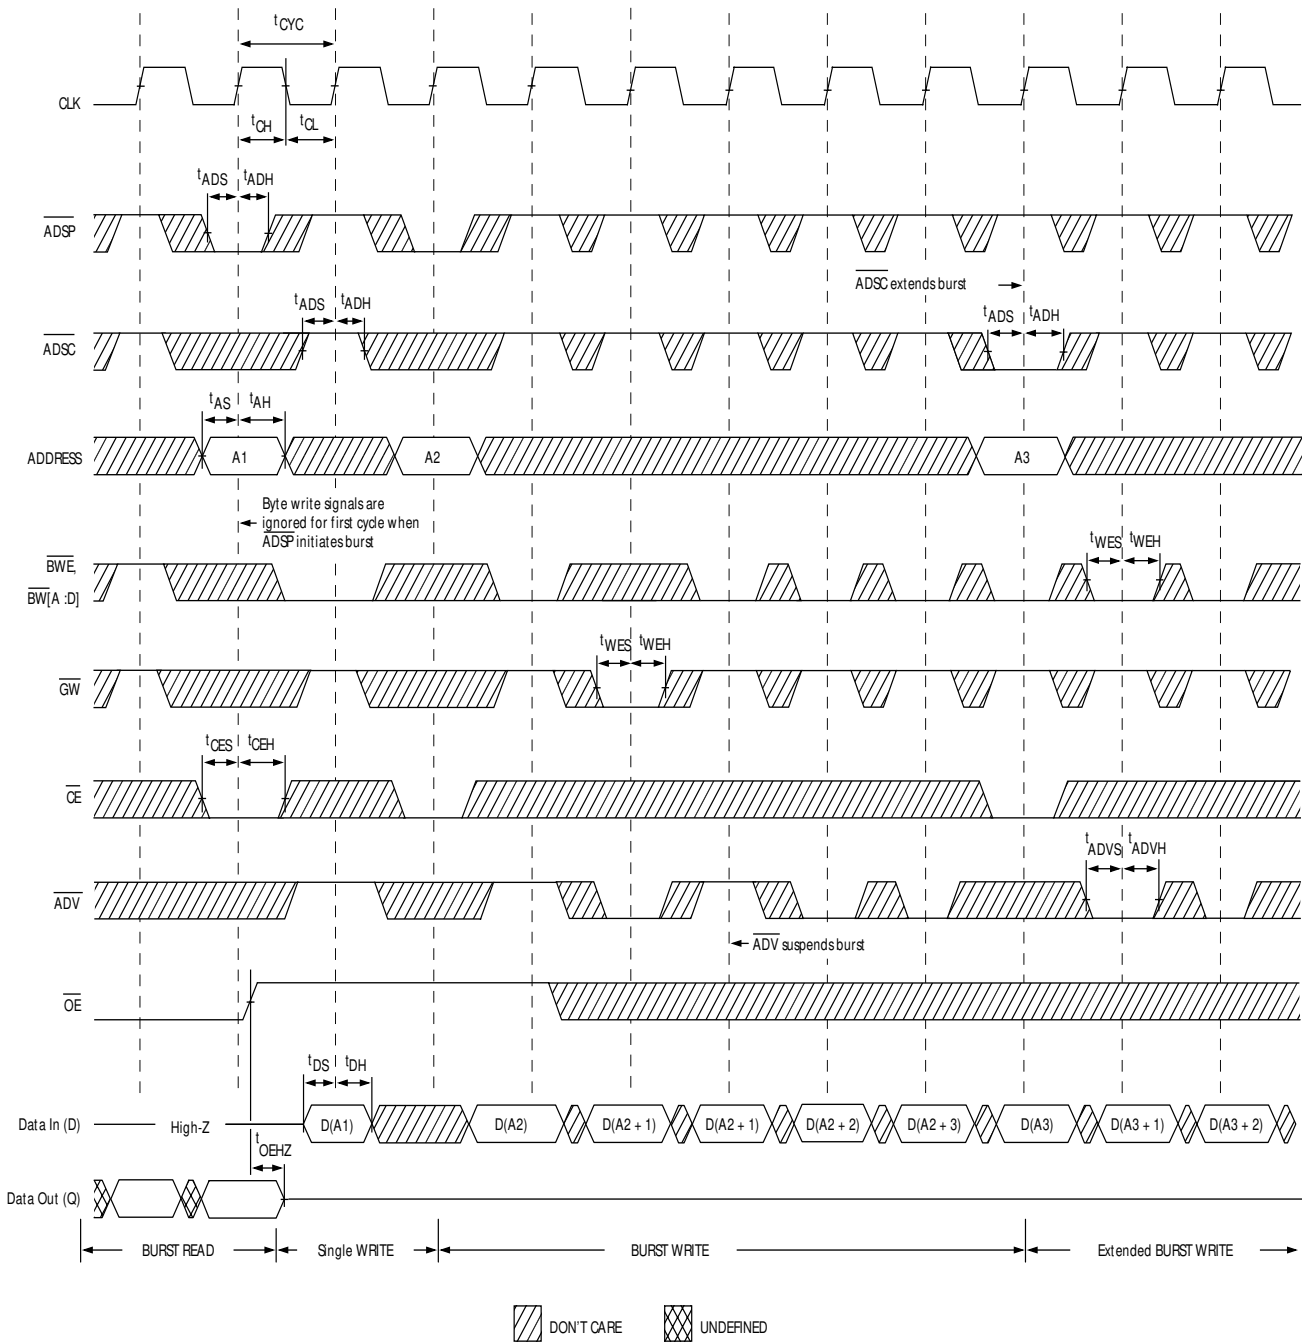 tCYC
CLK
tCH
tCL
tADS
tADH
ADSP
ADSC extends burst
tADS
tADH
tADS
tADH
ADSC
tAS
tAH
ADDRESS
A1
A2
A3
Byte write signals are
ignored for first cycle when
ADSP initiates burst
tWES
tWEH
BWE,
BW[A :D]
tWES
tWEH
GW
tCES
tCEH
CE
tADVS
tADVH
ADV
ADV suspends burst
OE
tDS
tDH
Data In (D)
High-Z
D(A1)
D(A2)
D(A2 + 1)
D(A2 + 1)
D(A2 + 2)
D(A2 + 3)
D(A3)
D(A3 + 1)
D(A3 + 2)
tOEHZ
Data Out (Q)
BURST READ
Single WRITE
BURST WRITE
Extended BURST WRITE
DON'T CARE
UNDEFINED